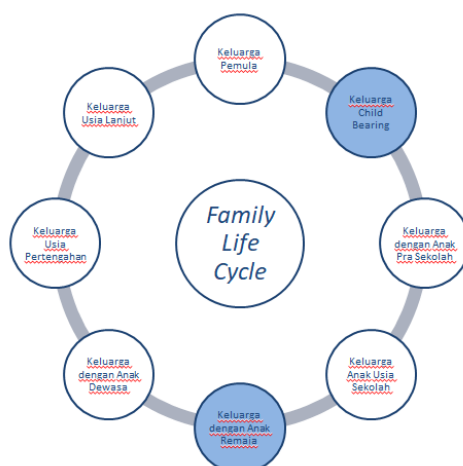 Keluarga
Pemula
Keluarga
Child
Bearing
Keluarga
dengan Anak
Pra Sekolah
Keluarga
Anak Usia
Sekolah
Keluarga
dengan Anak
Remaja
Keluarga
dengan Anak
Dewasa
Keluarga
Usia
Pertengahan
Keluarga
Usia Lanjut
Family
Life
Cycle